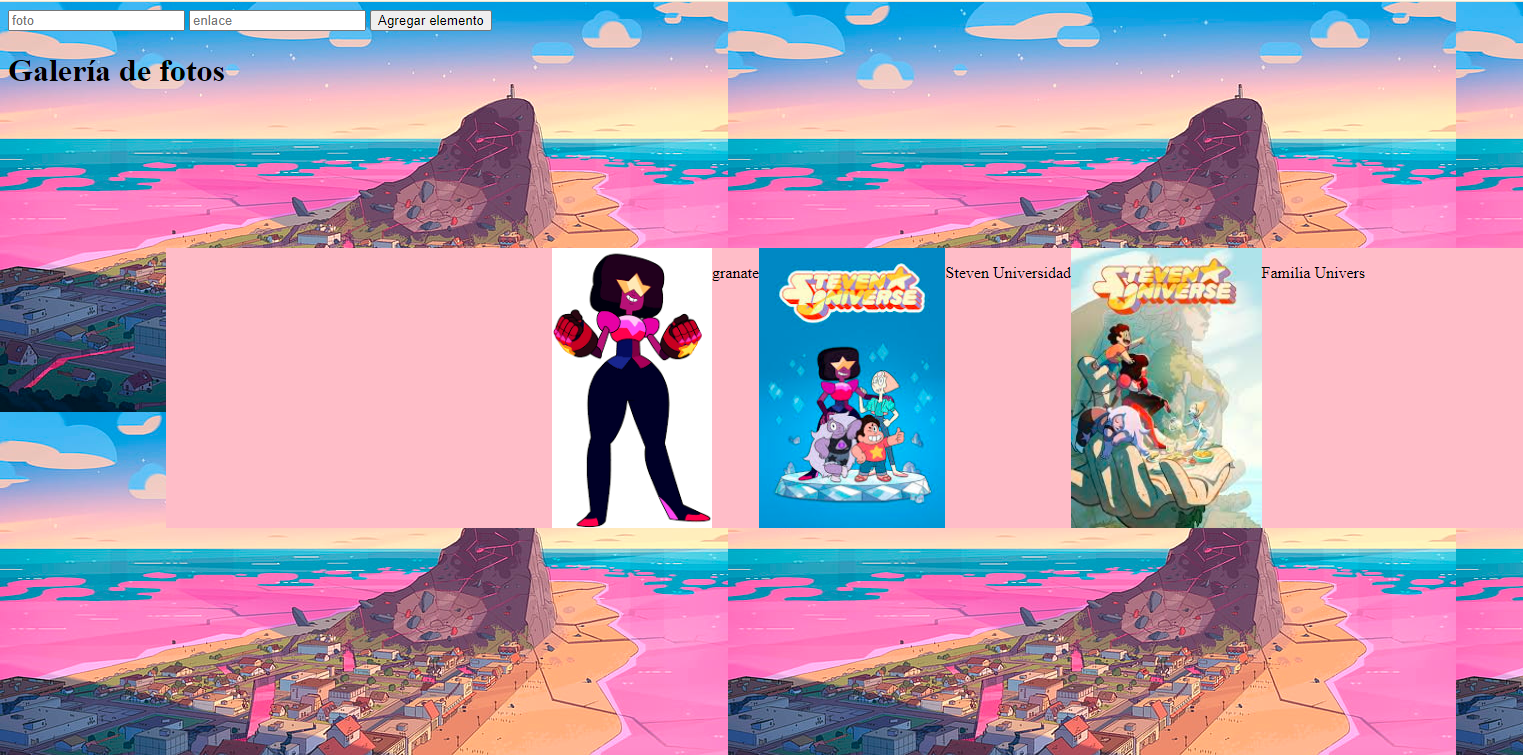 foto enlace Agregar elemento
Galería de fotos
granate
STEVEN
UNIVERSE
Steven Universidad
STEVEN
UNIVERSE
Familia Univers